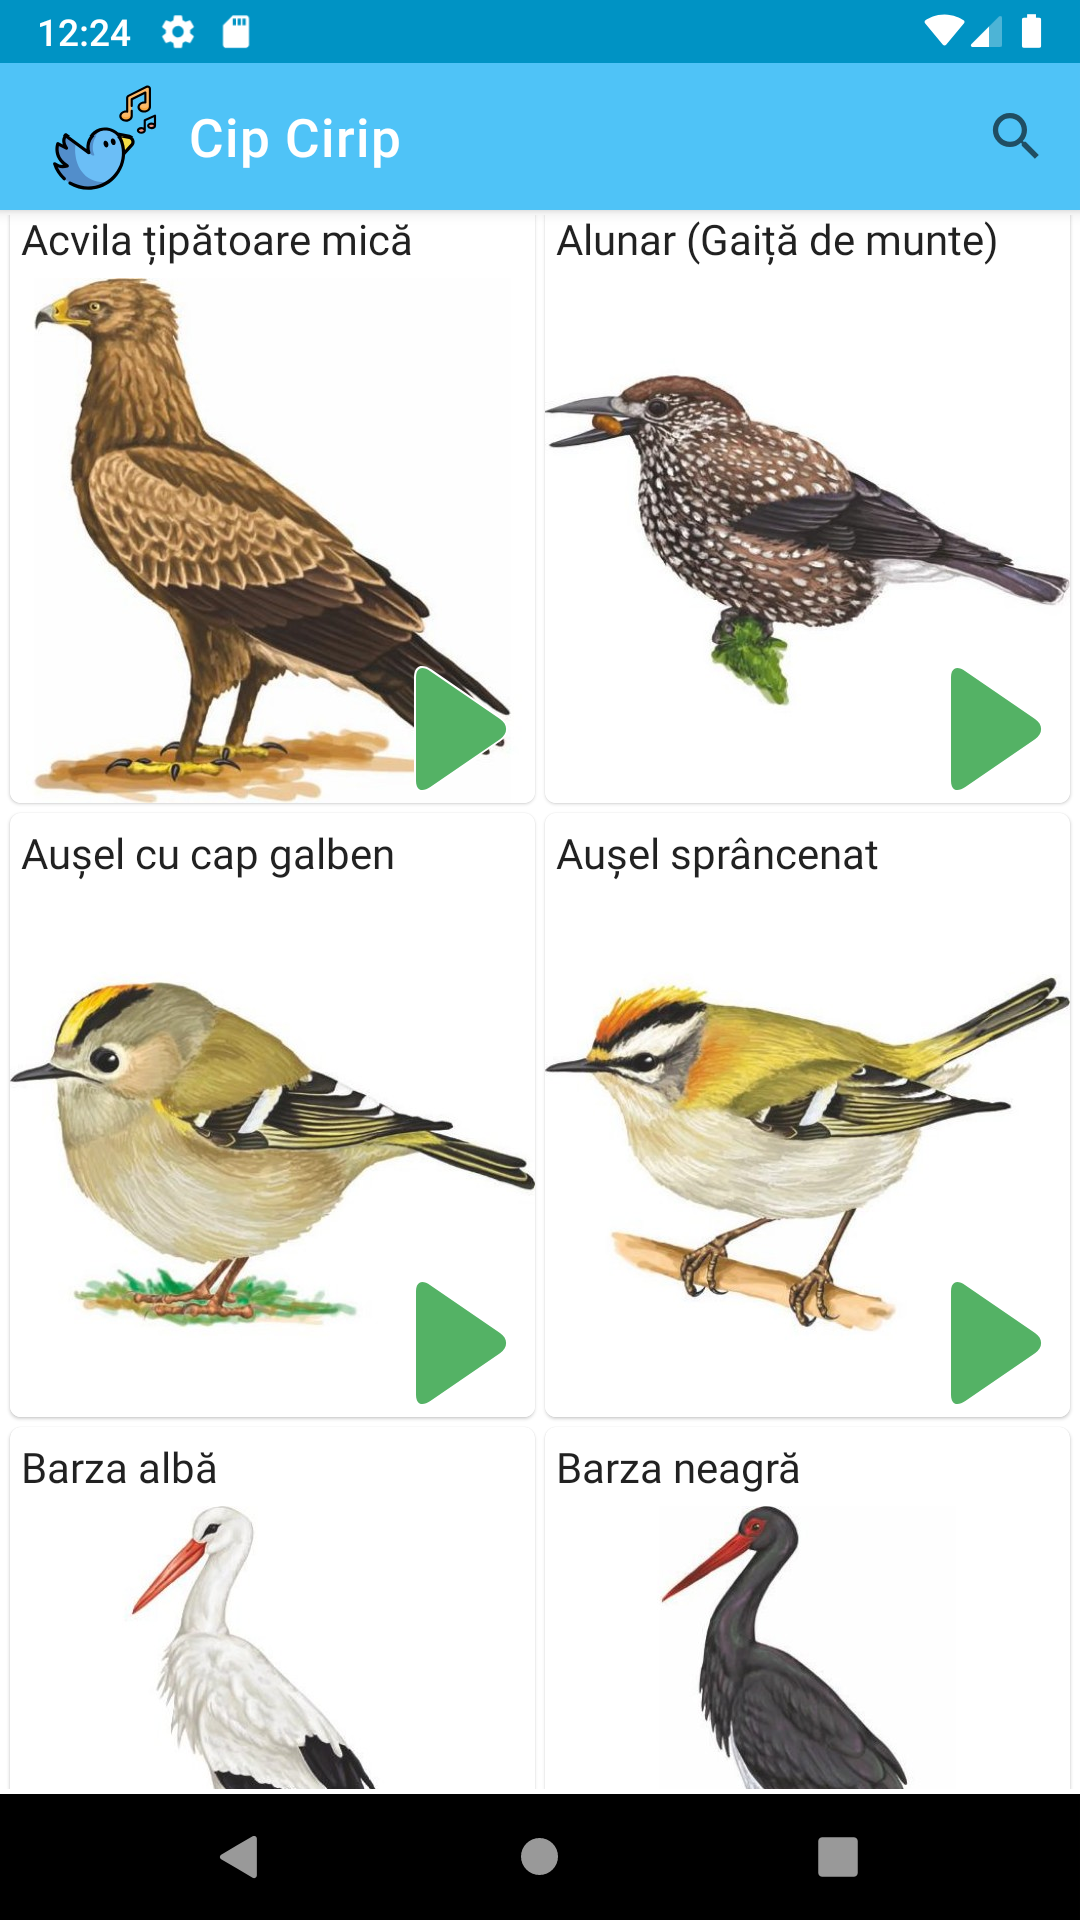 12:24
Cip Cirip
Acvila țipătoare mică
Alunar (Gaiță de munte)
Aușel cu cap galben
Aușel sprâncenat
Barza albă
Barza neagră